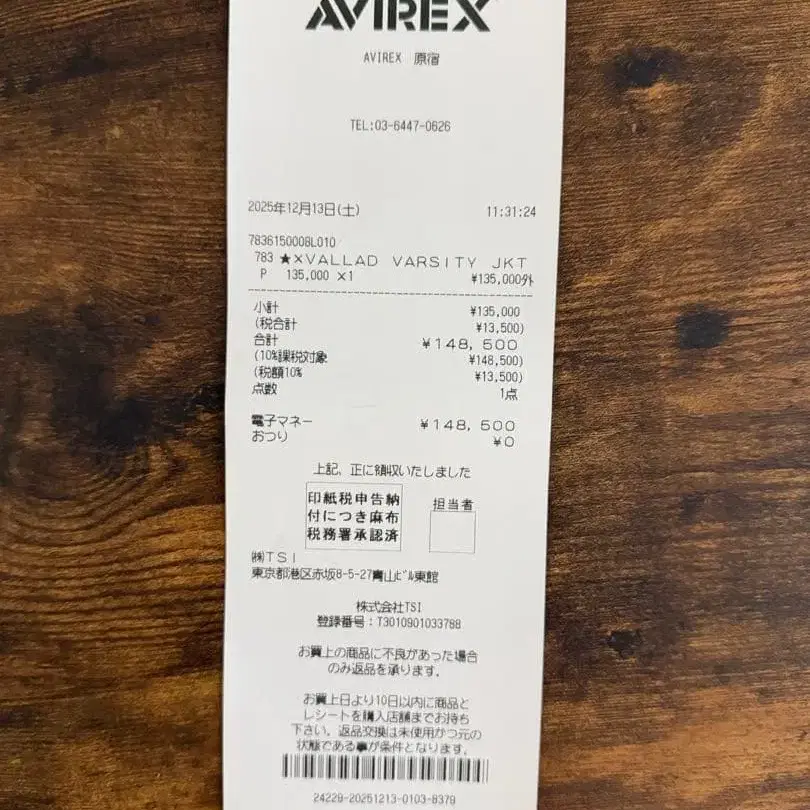 AVIREX
AVIREX 原宿
TEL:03-6447-0626
2025年12月13日(土) 11:31:24
7836150008L010
783 ★×VALLAD VARSITY JKT
P 135,000 ×1 ¥135,000外
小計 ¥135,000
(税合計 ¥13,500)
合計 ¥148,500
(10%課税対象 ¥148,500)
(税額10% ¥13,500)
点数 1点
電子マネー ¥148,500
おつり ¥0
上記、正に領収いたしました
印紙税申告納
付につき麻布
税務署承認済
担当者
㈱TSI
東京都港区赤坂8-5-27青山ビル東館
株式会社TSI
登録番号:T3010901033788
お買上の商品に不良があった場合
のみ返品を承ります。
お買上日より10日以内に商品と
レシートを購入店舗までお持ち
下さい。返品交換は未使用かつ元の
状態である事が条件となります。
24229-20251213-0103-8379